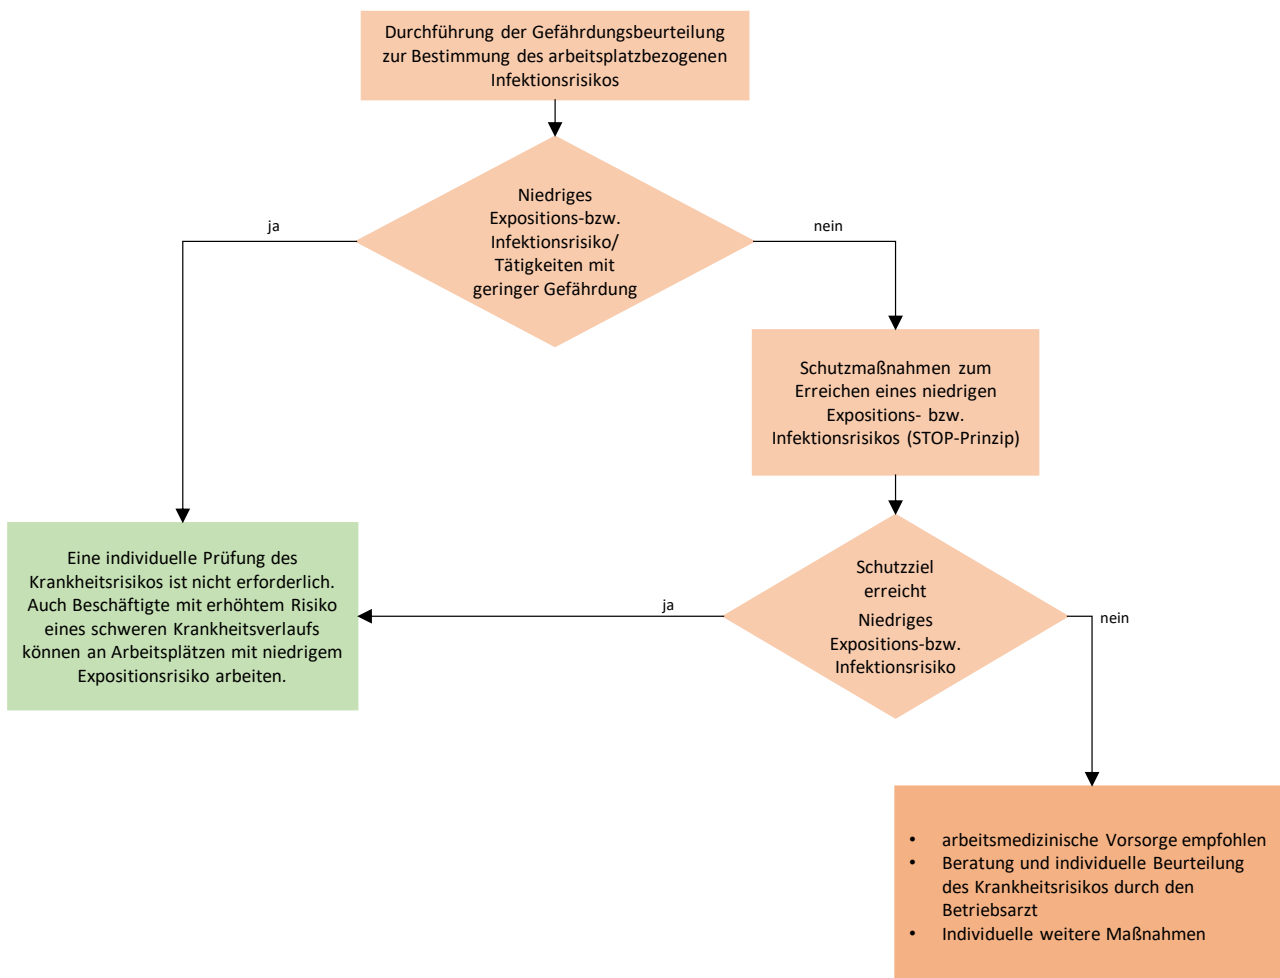 Durchführung der Gefährdungsbeurteilung
zur Bestimmung des arbeitsplatzbezogenen
Infektionsrisikos
Niedriges
Expositions-bzw.
Infektionsrisiko/
Tätigkeiten mit
geringer Gefährdung
ja
nein
Schutzmaßnahmen zum
Erreichen eines niedrigen
Expositions- bzw.
Infektionsrisikos (STOP-Prinzip)
Eine individuelle Prüfung des
Krankheitsrisikos ist nicht erforderlich.
Auch Beschäftigte mit erhöhtem Risiko
eines schweren Krankheitsverlaufs
können an Arbeitsplätzen mit niedrigem
Expositionsrisiko arbeiten.
Schutzziel
erreicht
Niedriges
Expositions-bzw.
Infektionsrisiko
ja
nein
• arbeitsmedizinische Vorsorge empfohlen
• Beratung und individuelle Beurteilung
des Krankheitsrisikos durch den
Betriebsarzt
• Individuelle weitere Maßnahmen